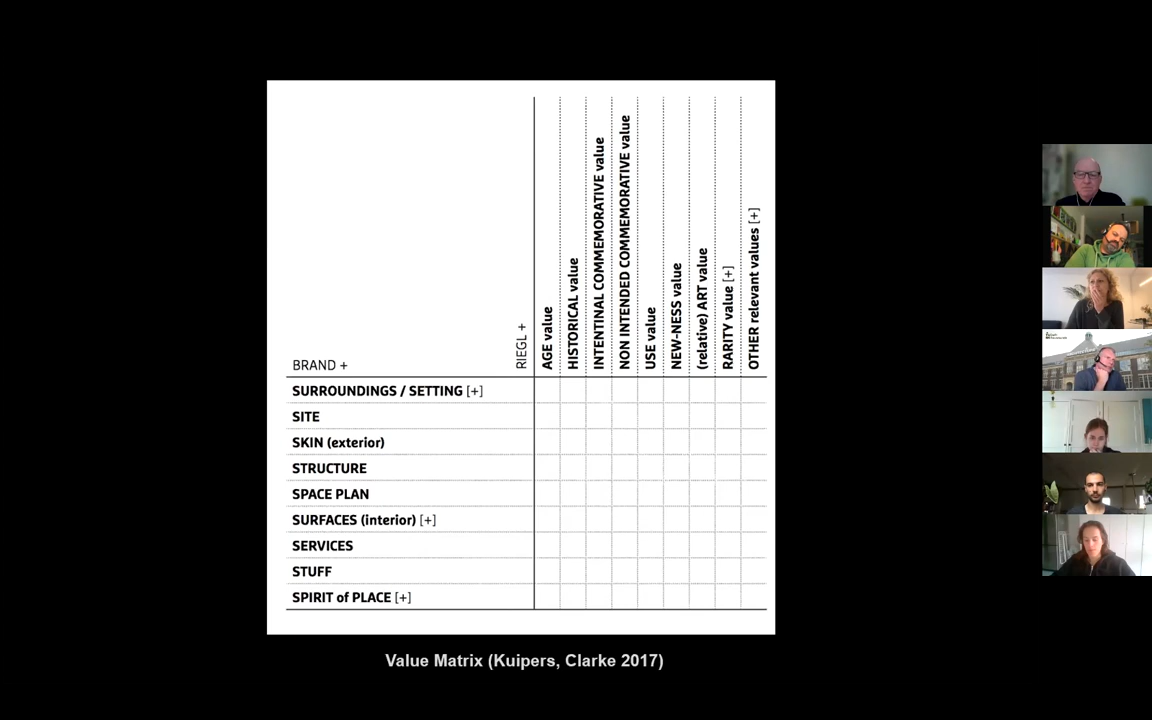 RIEGL +
AGE value
HISTORICAL value
INTENTINAL COMMEMORATIVE value
NON INTENDED COMMEMORATIVE value
USE value
NEW-NESS value
(relative) ART value
RARITY value [+]
OTHER relevant values [+]
BRAND +
SURROUNDINGS / SETTING [+]
SITE
SKIN (exterior)
STRUCTURE
SPACE PLAN
SURFACES (interior) [+]
SERVICES
STUFF
SPIRIT of PLACE [+]
Value Matrix (Kuipers, Clarke 2017)